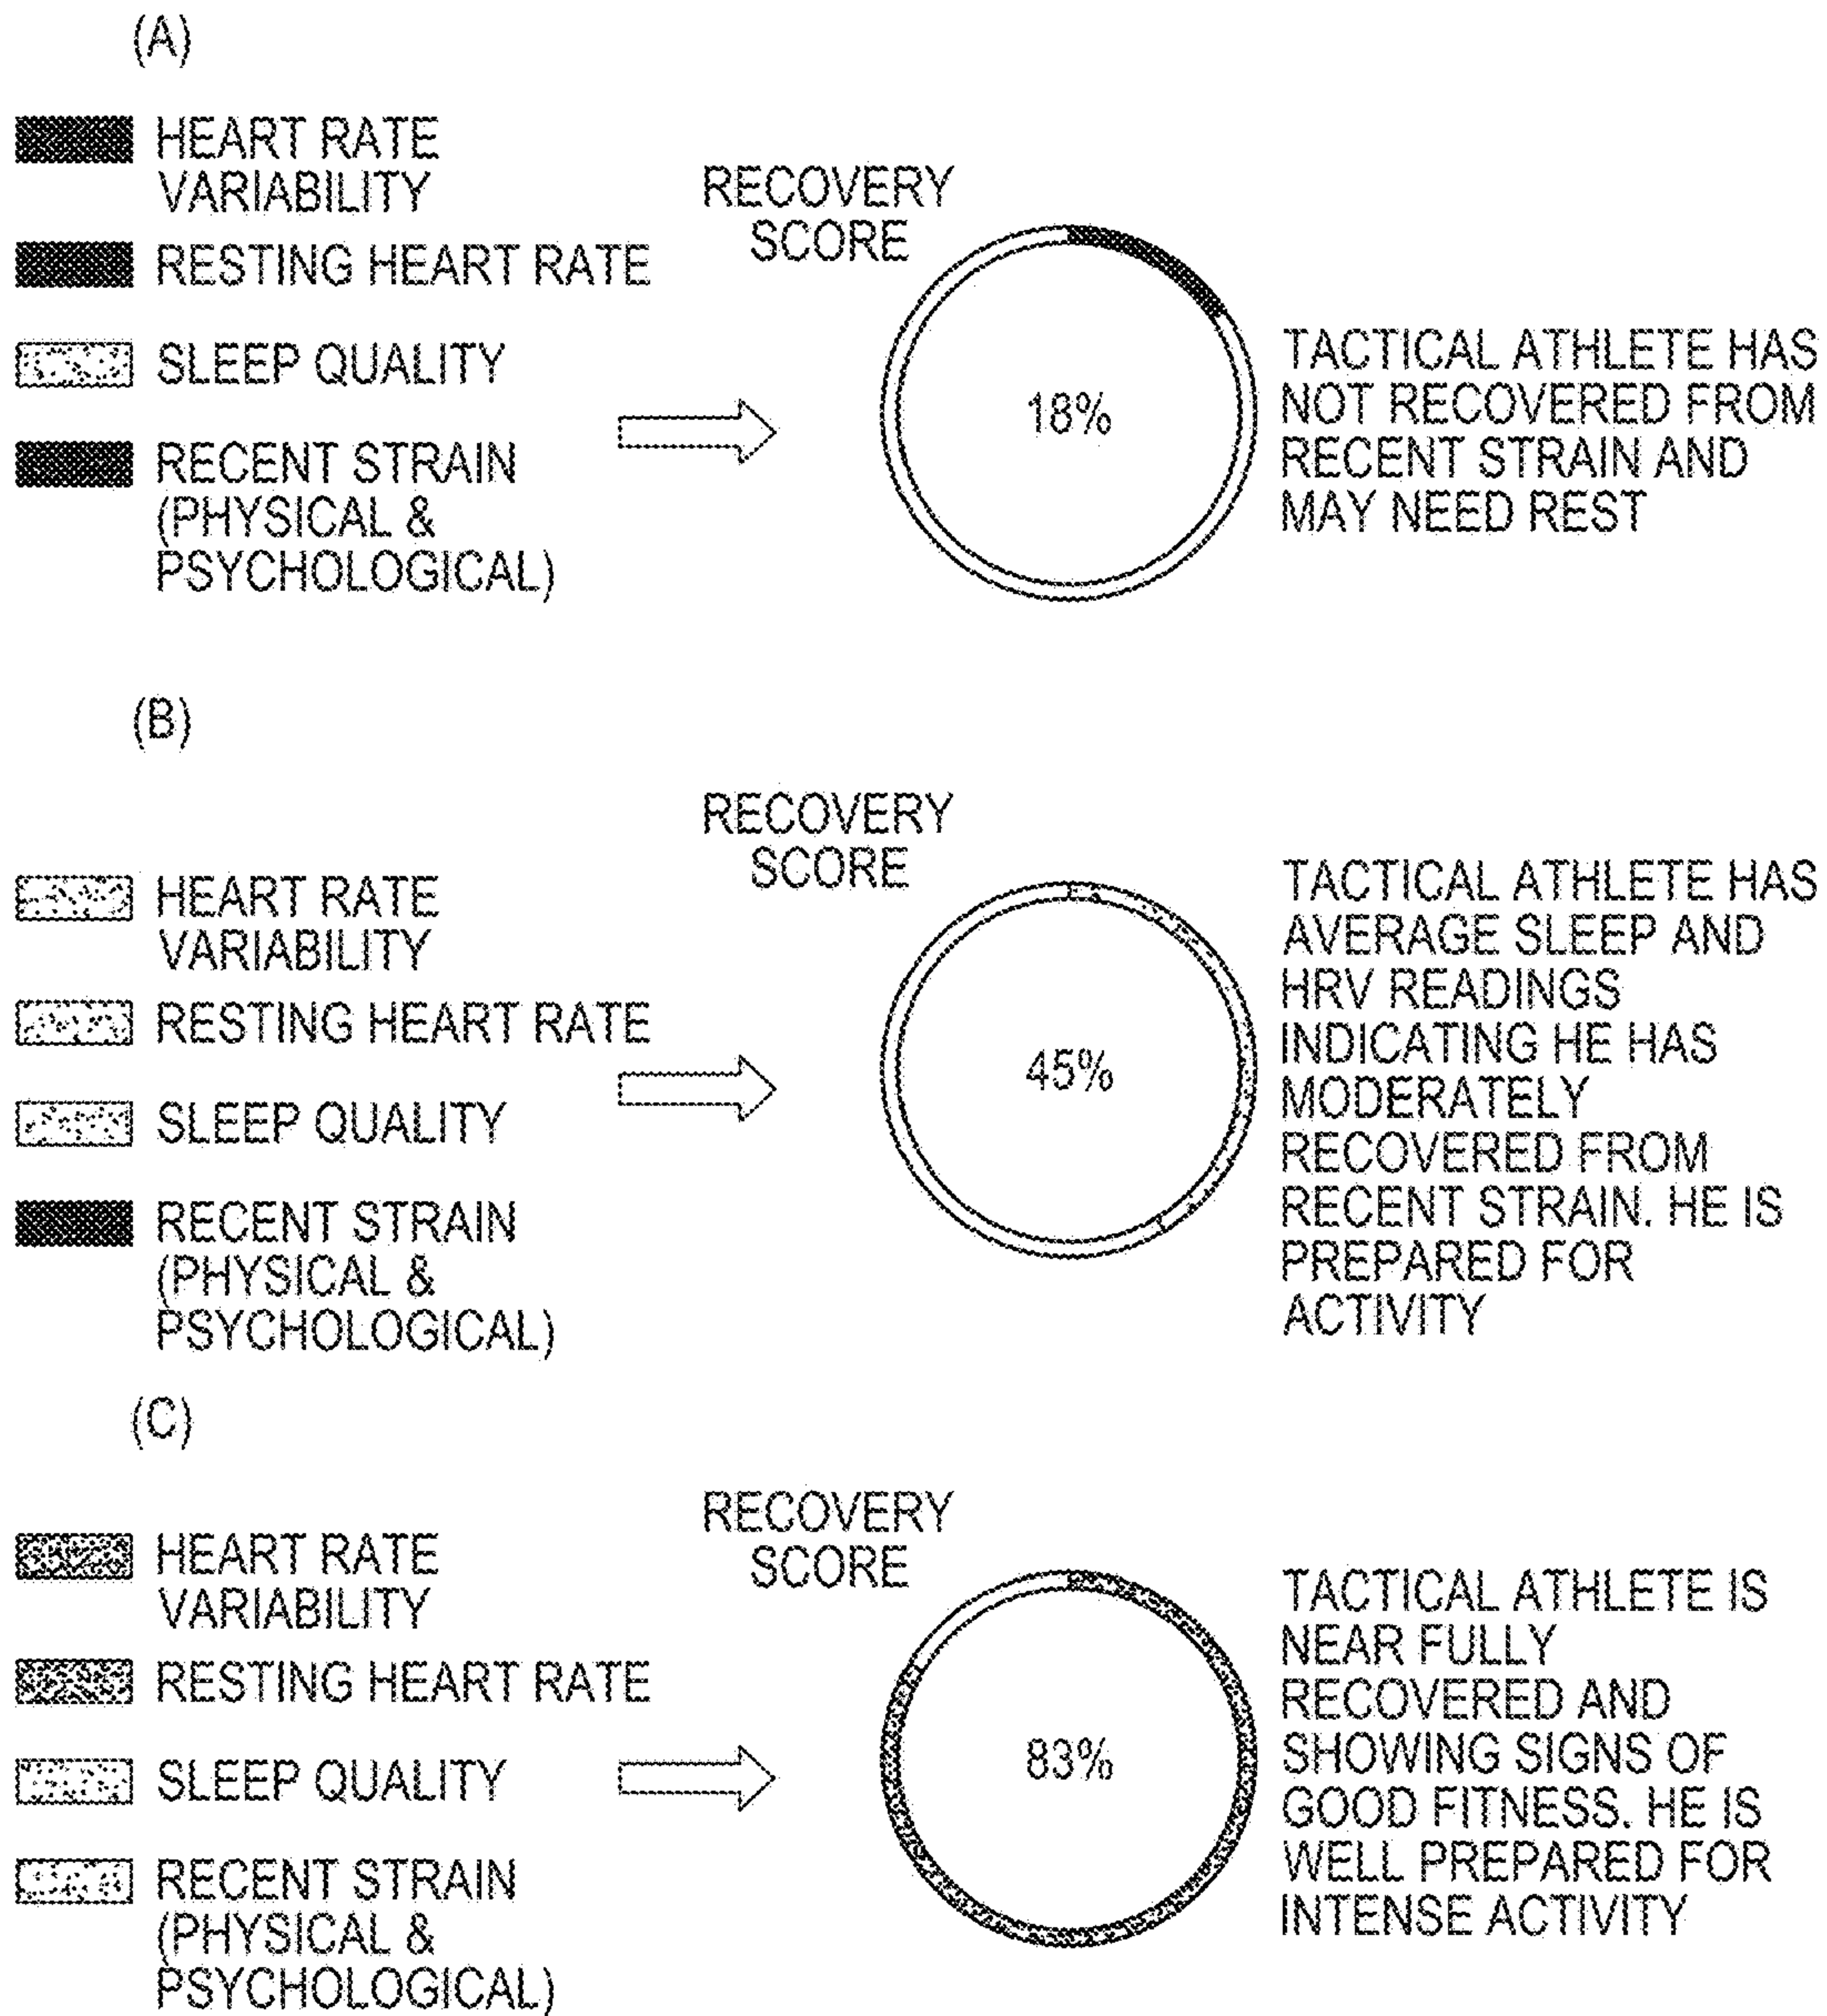 (A)
HEART RATE
VARIABILITY
RESTING HEART RATE
SLEEP QUALITY
RECENT STRAIN
(PHYSICAL &
PSYCHOLOGICAL)
RECOVERY
SCORE
18%
TACTICAL ATHLETE HAS
NOT RECOVERED FROM
RECENT STRAIN AND
MAY NEED REST
(B)
HEART RATE
VARIABILITY
RESTING HEART RATE
SLEEP QUALITY
RECENT STRAIN
(PHYSICAL &
PSYCHOLOGICAL)
RECOVERY
SCORE
45%
TACTICAL ATHLETE HAS
AVERAGE SLEEP AND
HRV READINGS
INDICATING HE HAS
MODERATELY
RECOVERED FROM
RECENT STRAIN. HE IS
PREPARED FOR
ACTIVITY
(C)
HEART RATE
VARIABILITY
RESTING HEART RATE
SLEEP QUALITY
RECENT STRAIN
(PHYSICAL &
PSYCHOLOGICAL)
RECOVERY
SCORE
83%
TACTICAL ATHLETE IS
NEAR FULLY
RECOVERED AND
SHOWING SIGNS OF
GOOD FITNESS. HE IS
WELL PREPARED FOR
INTENSE ACTIVITY